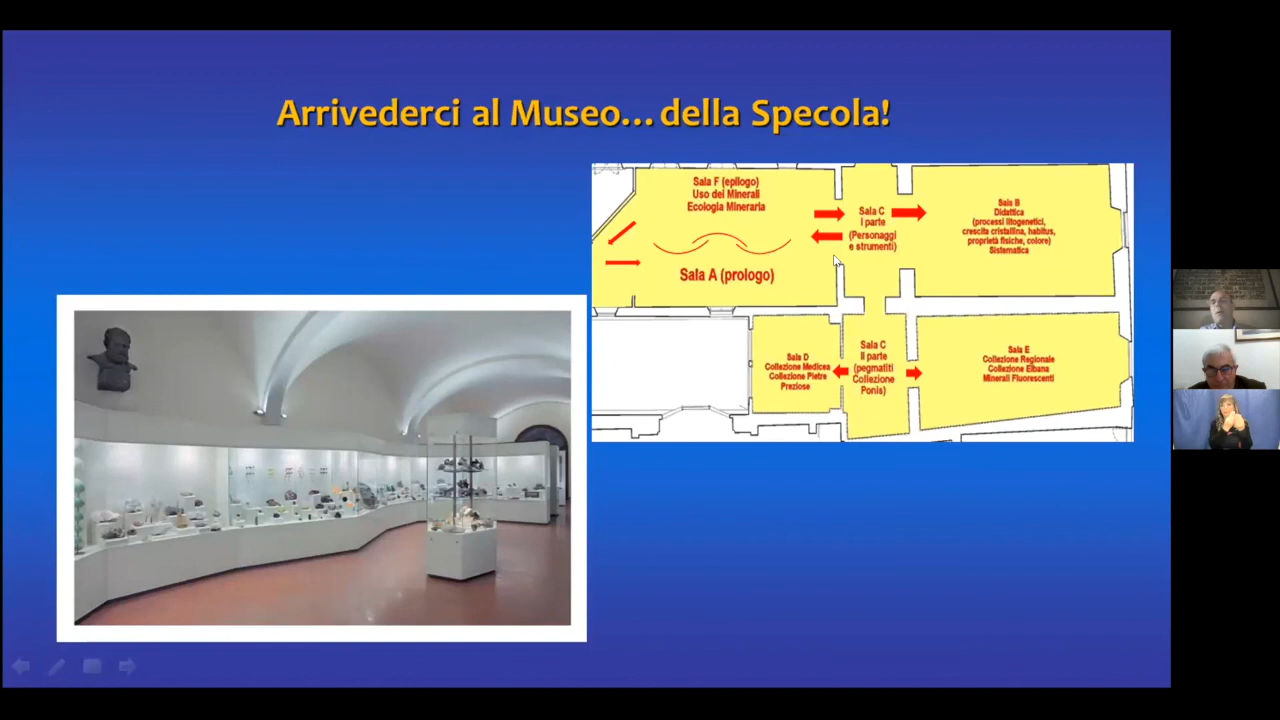 Arrivederci al Museo... della Specola!
Sala F (epilogo)
Uso dei Minerali
Ecologia Mineraria
Sala A (prologo)
Sala C
I parte
(Personaggi
e strumenti)
Sala B
Didattica
(processi litogenetici,
crescita cristallina, habitus,
proprietà fisiche, colore)
Sistematica
Sala D
Collezione Medicea
Collezione Pietre
Preziose
Sala C
II parte
(pegmatiti
Collezione
Ponis)
Sala E
Collezione Regionale
Collezione Elbana
Minerali Fluorescenti